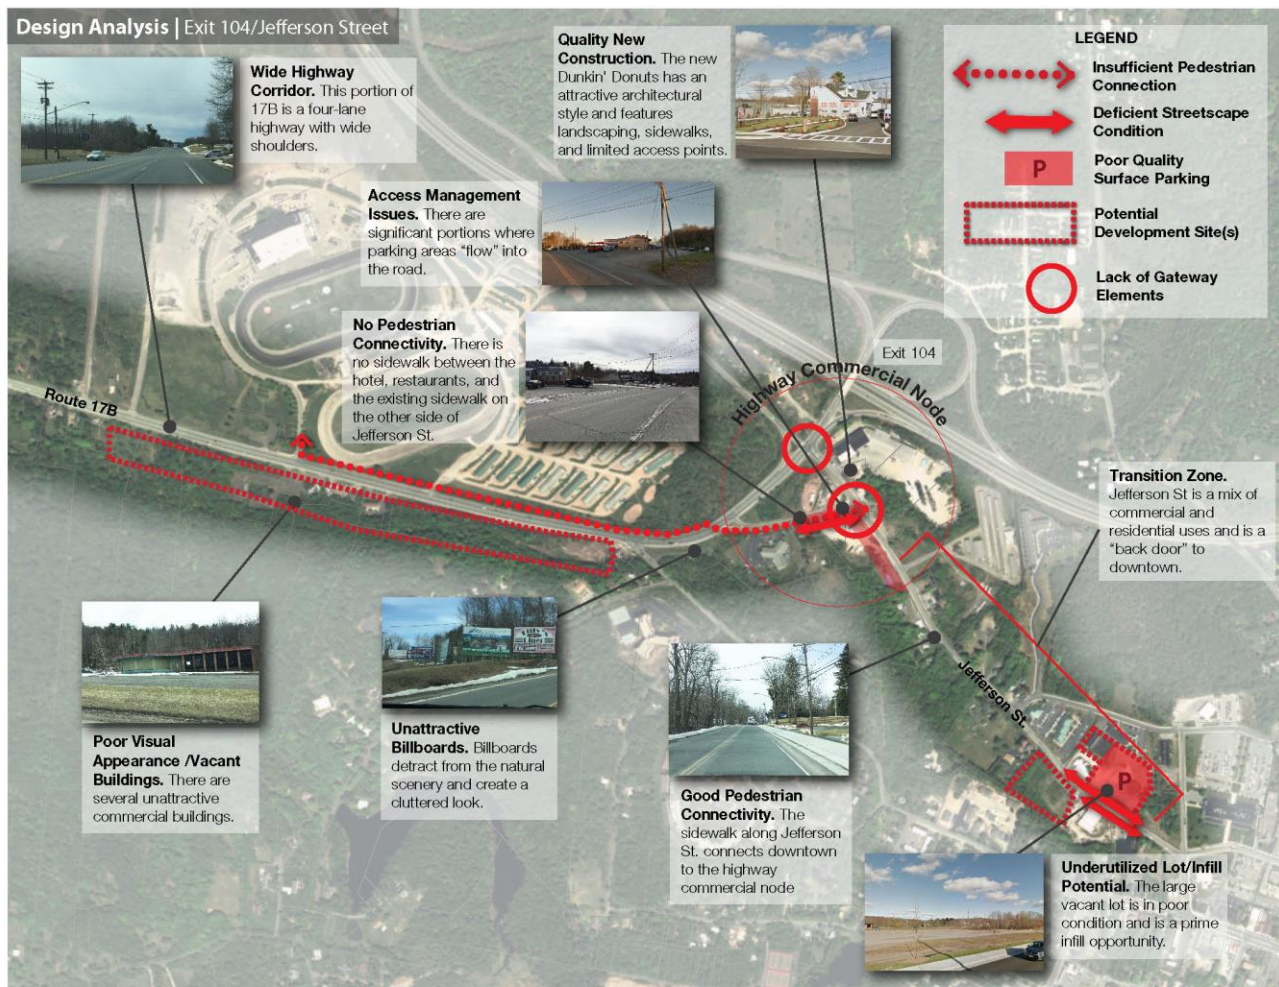 Design Analysis | Exit 104/Jefferson Street
Wide Highway
Corridor. This portion of
17B is a four-lane
highway with wide
shoulders.
Quality New
Construction. The new
Dunkin' Donuts has an
attractive architectural
style and features
landscaping, sidewalks,
and limited access points.
LEGEND
Insufficient Pedestrian
Connection
Deficient Streetscape
Condition
P
Poor Quality
Surface Parking
Potential
Development Site(s)
Lack of Gateway
Elements
Access Management
Issues. There are
significant portions where
parking areas "flow" into
the road.
No Pedestrian
Connectivity. There is
no sidewalk between the
hotel, restaurants, and
the existing sidewalk on
the other side of
Jefferson St.
Exit 104
Highway Commercial Node
Route 17B
Transition Zone.
Jefferson St is a mix of
commercial and
residential uses and is a
"back door" to
downtown.
Jefferson St.
P
Poor Visual
Appearance /Vacant
Buildings. There are
several unattractive
commercial buildings.
Unattractive
Billboards. Billboards
detract from the natural
scenery and create a
cluttered look.
Good Pedestrian
Connectivity. The
sidewalk along Jefferson
St. connects downtown
to the highway
commercial node
Underutilized Lot/Infill
Potential. The large
vacant lot is in poor
condition and is a prime
infill opportunity.